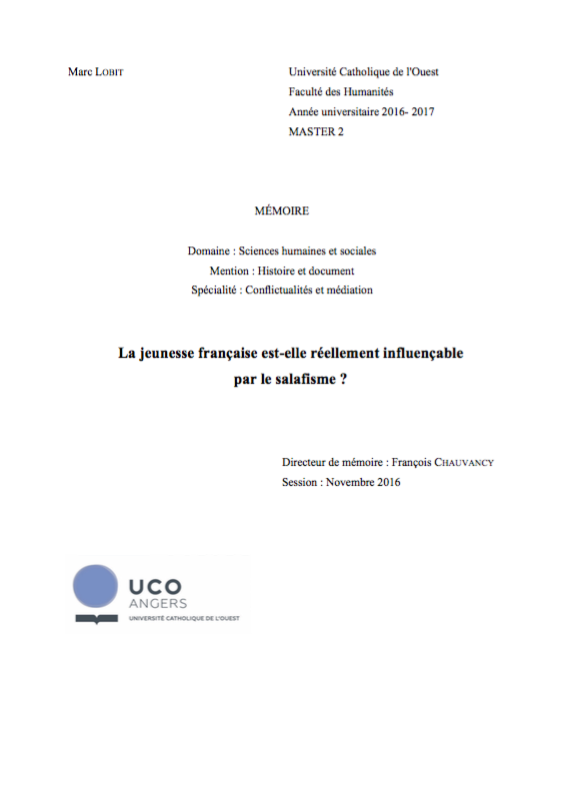 Marc LOBIT
Université Catholique de l'Ouest
Faculté des Humanités
Année universitaire 2016- 2017
MASTER 2
MÉMOIRE
Domaine : Sciences humaines et sociales
Mention : Histoire et document
Spécialité : Conflictualités et médiation
La jeunesse française est-elle réellement influençable
par le salafisme ?
Directeur de mémoire : François CHAUVANCY
Session : Novembre 2016
UCO
ANGERS
UNIVERSITÉ CATHOLIQUE DE L'OUEST